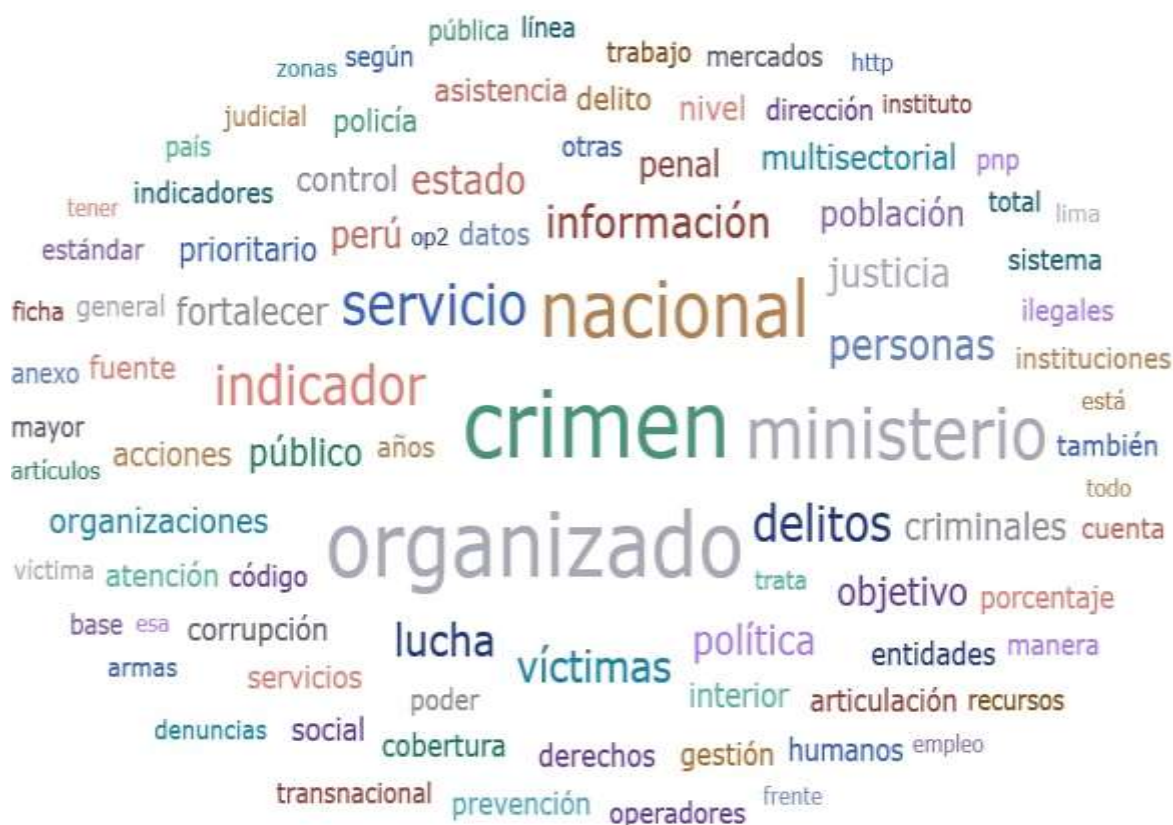 pública línea
zonas según trabajo mercados http
asistencia delito nivel dirección instituto
judicial policía
país otras penal multisectorial pnp
indicadores control estado
tener información población total lima
estándar prioritario perú op2 datos
justicia sistema
ficha general fortalecer servicio nacional ilegales
personas instituciones
anexo fuente indicador
crimen ministerio está
mayor también
artículos acciones público años
todo
organizaciones organizado delitos criminales cuenta
víctima atención código trata objetivo porcentaje
base esa corrupción lucha política entidades manera
armas servicios víctimas
poder interior articulación recursos
denuncias social cobertura derechos gestión humanos empleo
transnacional prevención operadores frente